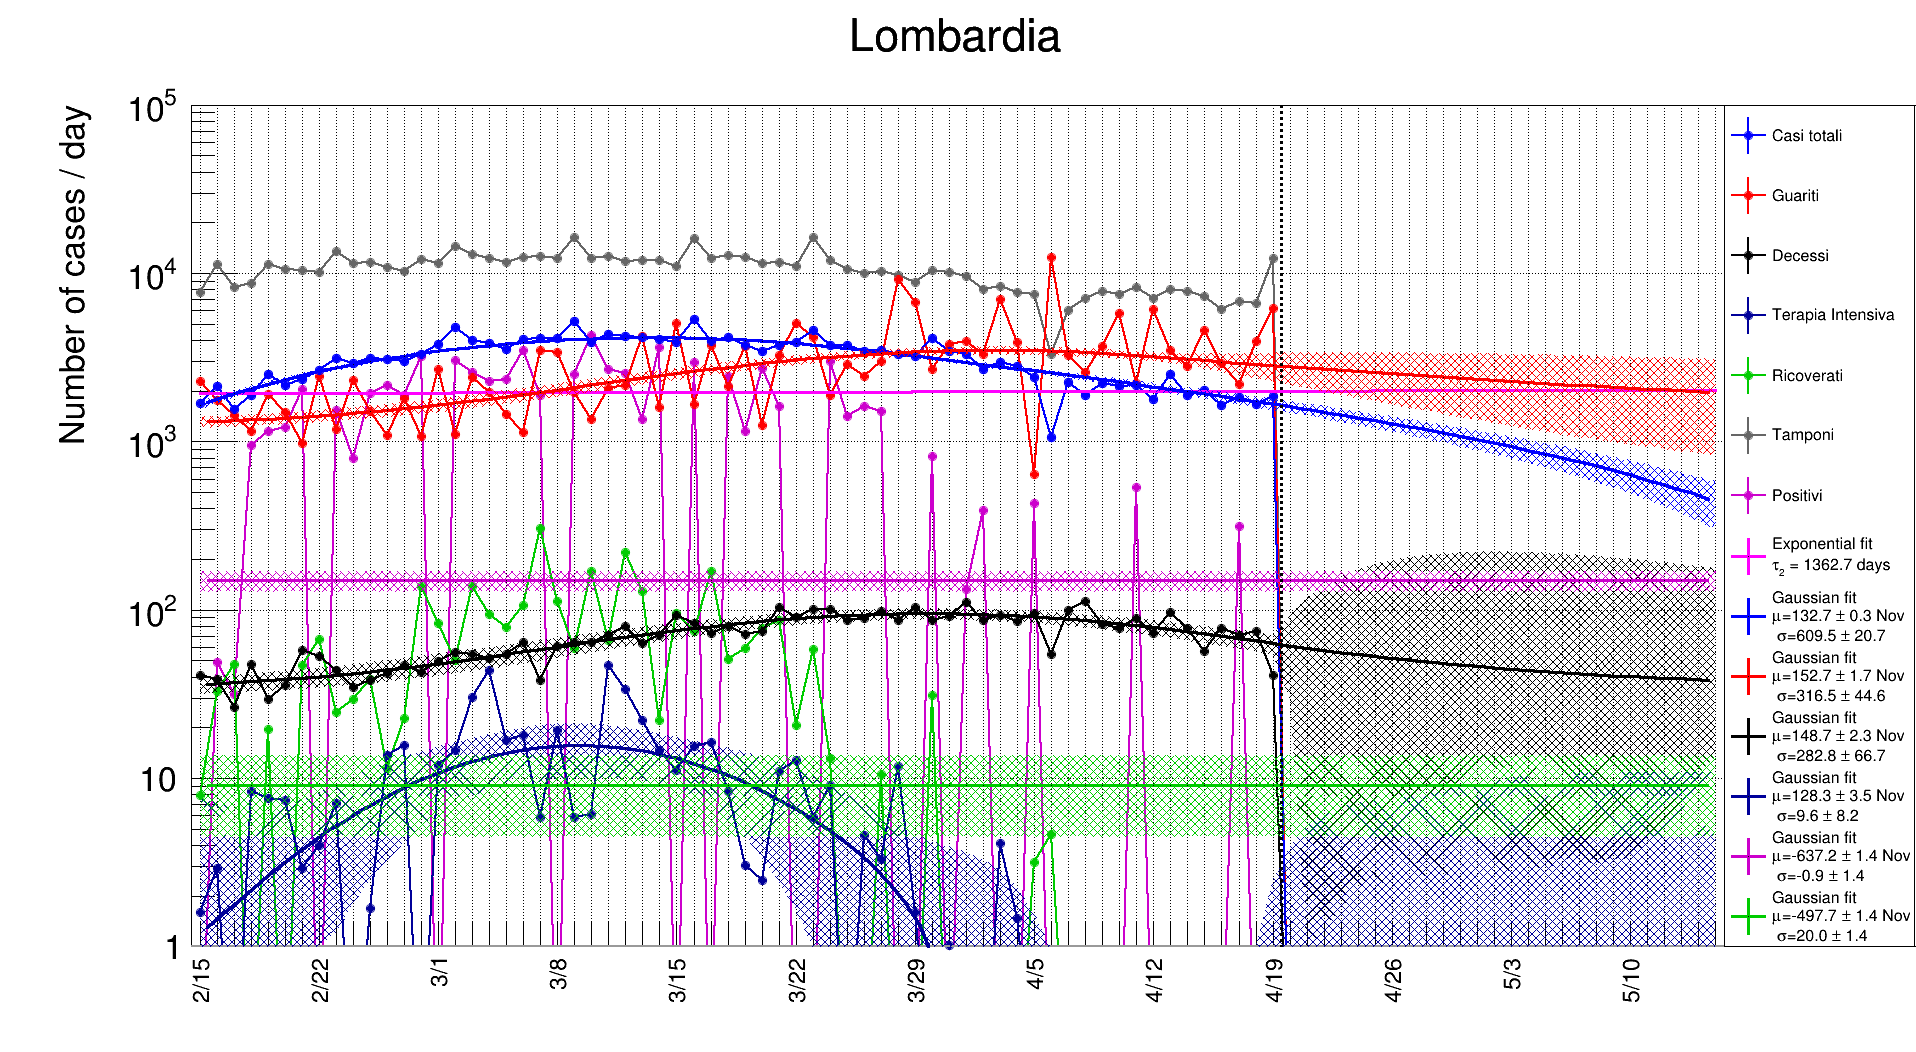 Lombardia
Number of cases / day
10^5
10^4
10^3
10^2
10
1
2/15
2/22
3/1
3/8
3/15
3/22
3/29
4/5
4/12
4/19
4/26
5/3
5/10
Casi totali
Guariti
Decessi
Terapia Intensiva
Ricoverati
Tamponi
Positivi
Exponential fit
τ₂ = 1362.7 days
Gaussian fit
μ=132.7 ± 0.3 Nov
σ=609.5 ± 20.7
Gaussian fit
μ=152.7 ± 1.7 Nov
σ=316.5 ± 44.6
Gaussian fit
μ=148.7 ± 2.3 Nov
σ=282.8 ± 66.7
Gaussian fit
μ=128.3 ± 3.5 Nov
σ=9.6 ± 8.2
Gaussian fit
μ=-637.2 ± 1.4 Nov
σ=-0.9 ± 1.4
Gaussian fit
μ=-497.7 ± 1.4 Nov
σ=20.0 ± 1.4